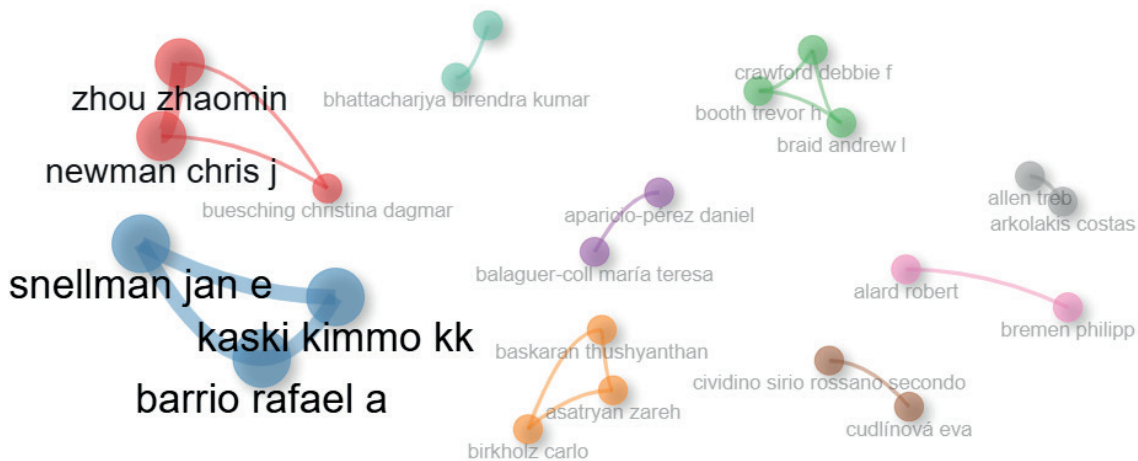 zhou zhaomin
newman chris j
buesching christina dagmar
bhattacharjya birendra kumar
crawford debbie f
booth trevor h
braid andrew l
allen treb
arkolakis costas
aparicio-pérez daniel
balaguer-coll maría teresa
snellman jan e
kaski kimmo kk
barrio rafael a
alard robert
bremen philipp
baskaran thushyanthan
asatryan zareh
birkholz carlo
cividino sirio rossano secondo
cudlínová eva